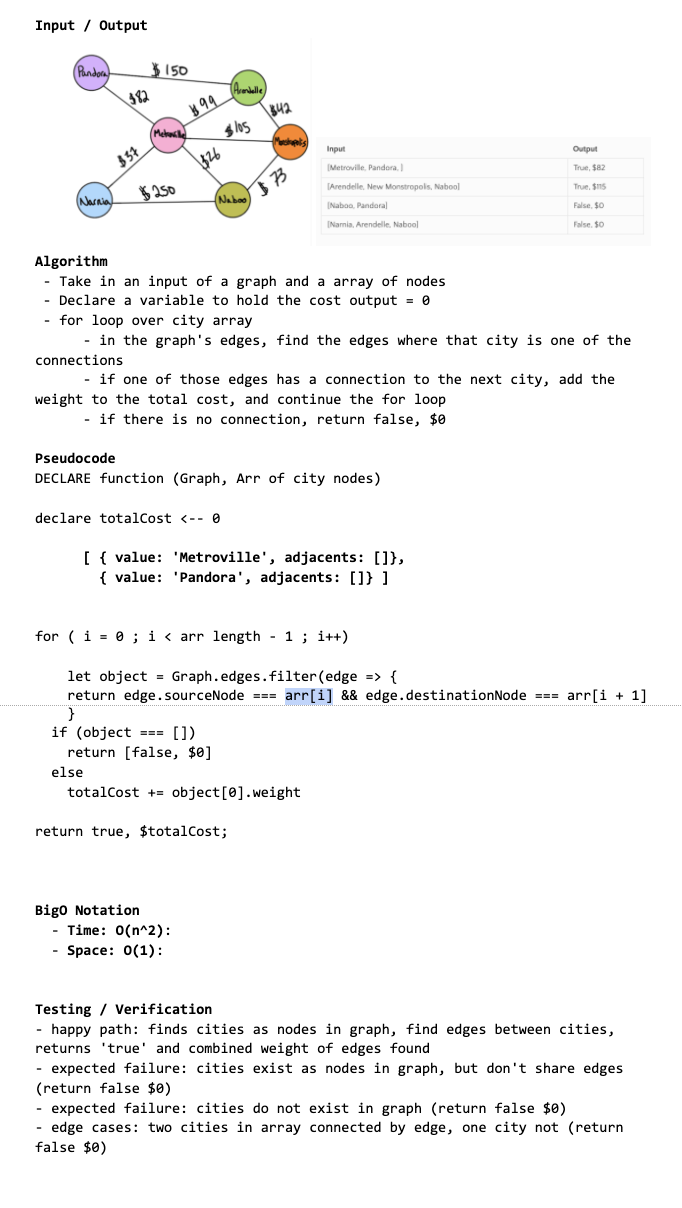 Input / Output
Pandora
$150
Arendelle
$82
$99
$42
Metroville
$105
Monstropolis
$37
$26
$73
Narnia
$250
Naboo
Input Output
[Metroville, Pandora, ] True, $82
[Arendelle, New Monstropolis, Naboo] True, $115
[Naboo, Pandora] False, $0
[Narnia, Arendelle, Naboo] False, $0
Algorithm
- Take in an input of a graph and a array of nodes
- Declare a variable to hold the cost output = 0
- for loop over city array
- in the graph's edges, find the edges where that city is one of the
connections
- if one of those edges has a connection to the next city, add the
weight to the total cost, and continue the for loop
- if there is no connection, return false, $0
Pseudocode
DECLARE function (Graph, Arr of city nodes)
declare totalCost <-- 0
[ { value: 'Metroville', adjacents: []},
{ value: 'Pandora', adjacents: []} ]
for ( i = 0 ; i < arr length - 1 ; i++)
let object = Graph.edges.filter(edge => {
return edge.sourceNode === arr[i] && edge.destinationNode === arr[i + 1]
}
if (object === [])
return [false, $0]
else
totalCost += object[0].weight
return true, $totalCost;
BigO Notation
- Time: O(n^2):
- Space: O(1):
Testing / Verification
- happy path: finds cities as nodes in graph, find edges between cities,
returns 'true' and combined weight of edges found
- expected failure: cities exist as nodes in graph, but don't share edges
(return false $0)
- expected failure: cities do not exist in graph (return false $0)
- edge cases: two cities in array connected by edge, one city not (return
false $0)